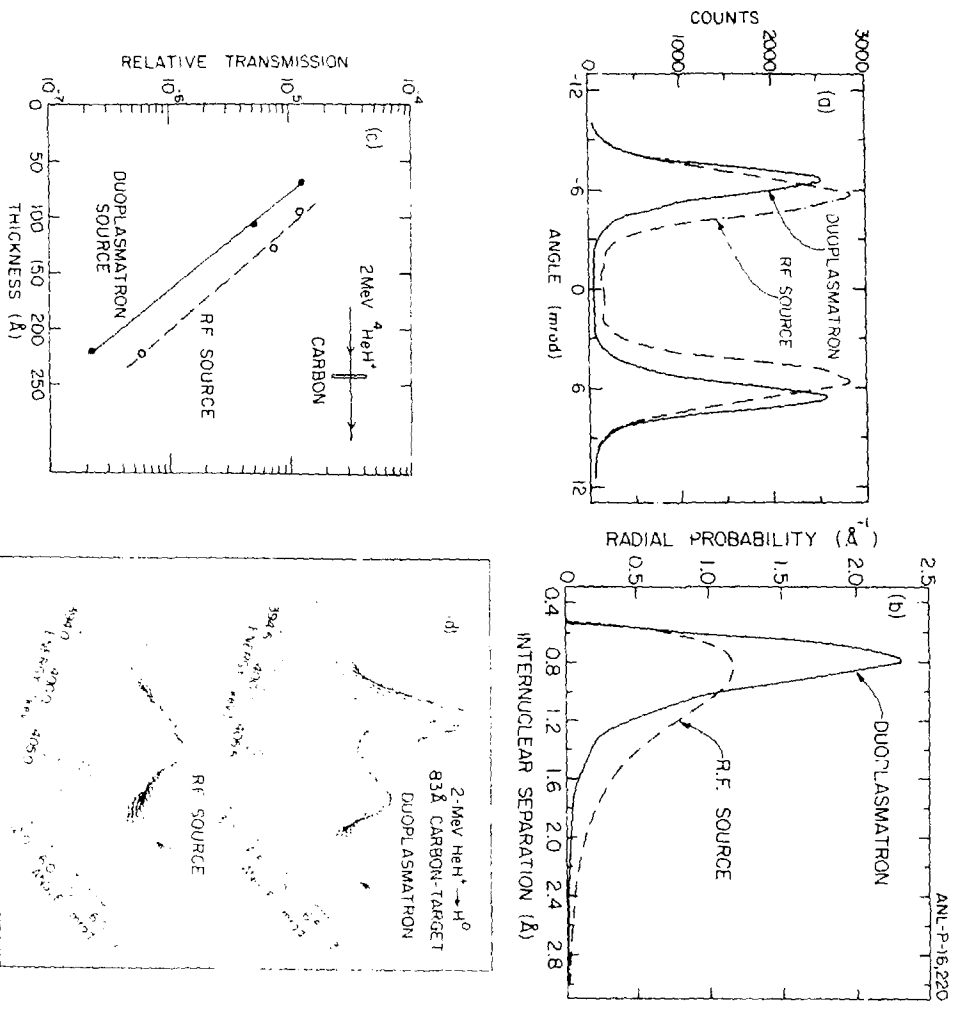 ANL-P-16,220
(a)
COUNTS
3000
2000
1000
0
-12
-6
0
6
12
ANGLE (mrad)
DUOPLASMATRON
RF SOURCE
(b)
RADIAL PROBABILITY (Å⁻¹)
2.5
2.0
1.5
1.0
0.5
0
0.4
0.8
1.2
1.6
2.0
2.4
2.8
INTERNUCLEAR SEPARATION (Å)
DUOPLASMATRON
R.F. SOURCE
(c)
RELATIVE TRANSMISSION
10⁻⁴
10⁻⁵
10⁻⁶
10⁻⁷
0
50
100
150
200
250
THICKNESS (Å)
2MeV ⁴HeH⁺
CARBON
RF SOURCE
DUOPLASMATRON
SOURCE
d)
2-MeV HeH⁺→H⁰
83Å CARBON-TARGET
DUOPLASMATRON
RF SOURCE